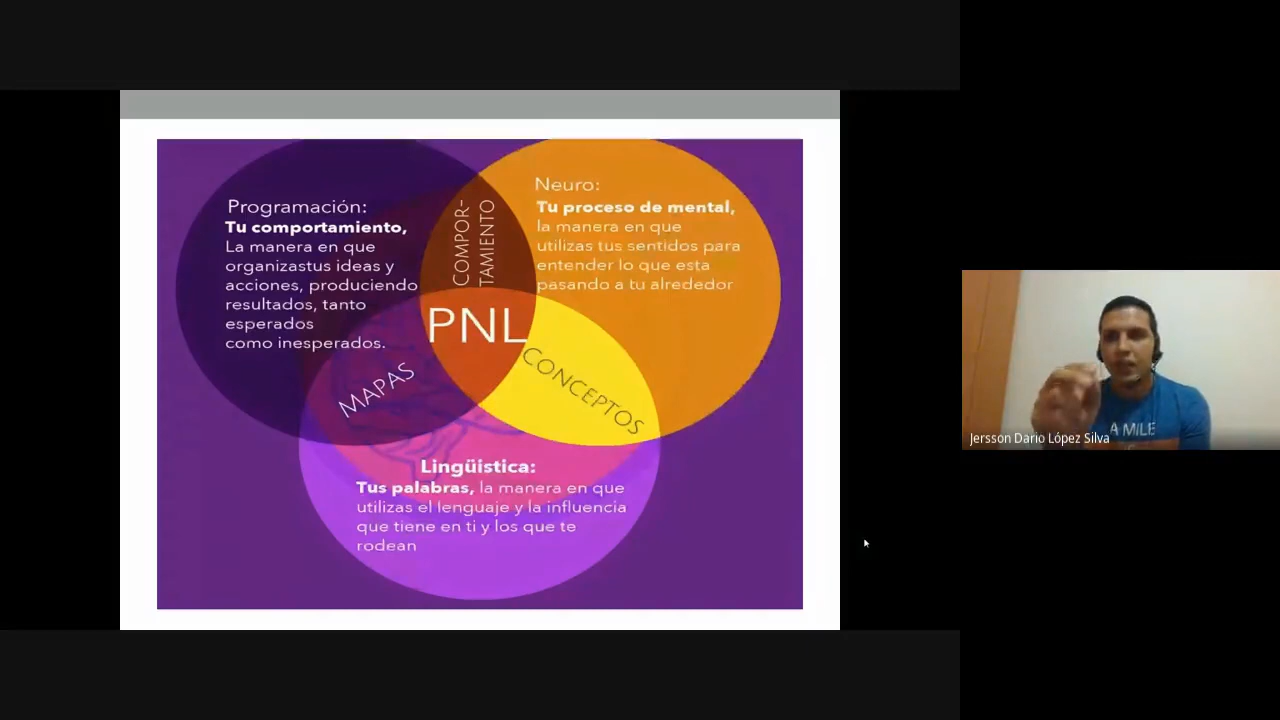 Programación:
Tu comportamiento,
La manera en que
organizastus ideas y
acciones, produciendo
resultados, tanto
esperados
como inesperados.
COMPOR-
TAMIENTO
Neuro:
Tu proceso de mental,
la manera en que
utilizas tus sentidos para
entender lo que esta
pasando a tu alrededor
PNL
MAPAS
CONCEPTOS
Lingüistica:
Tus palabras, la manera en que
utilizas el lenguaje y la influencia
que tiene en ti y los que te
rodean
A MILE
Jersson Dario López Silva